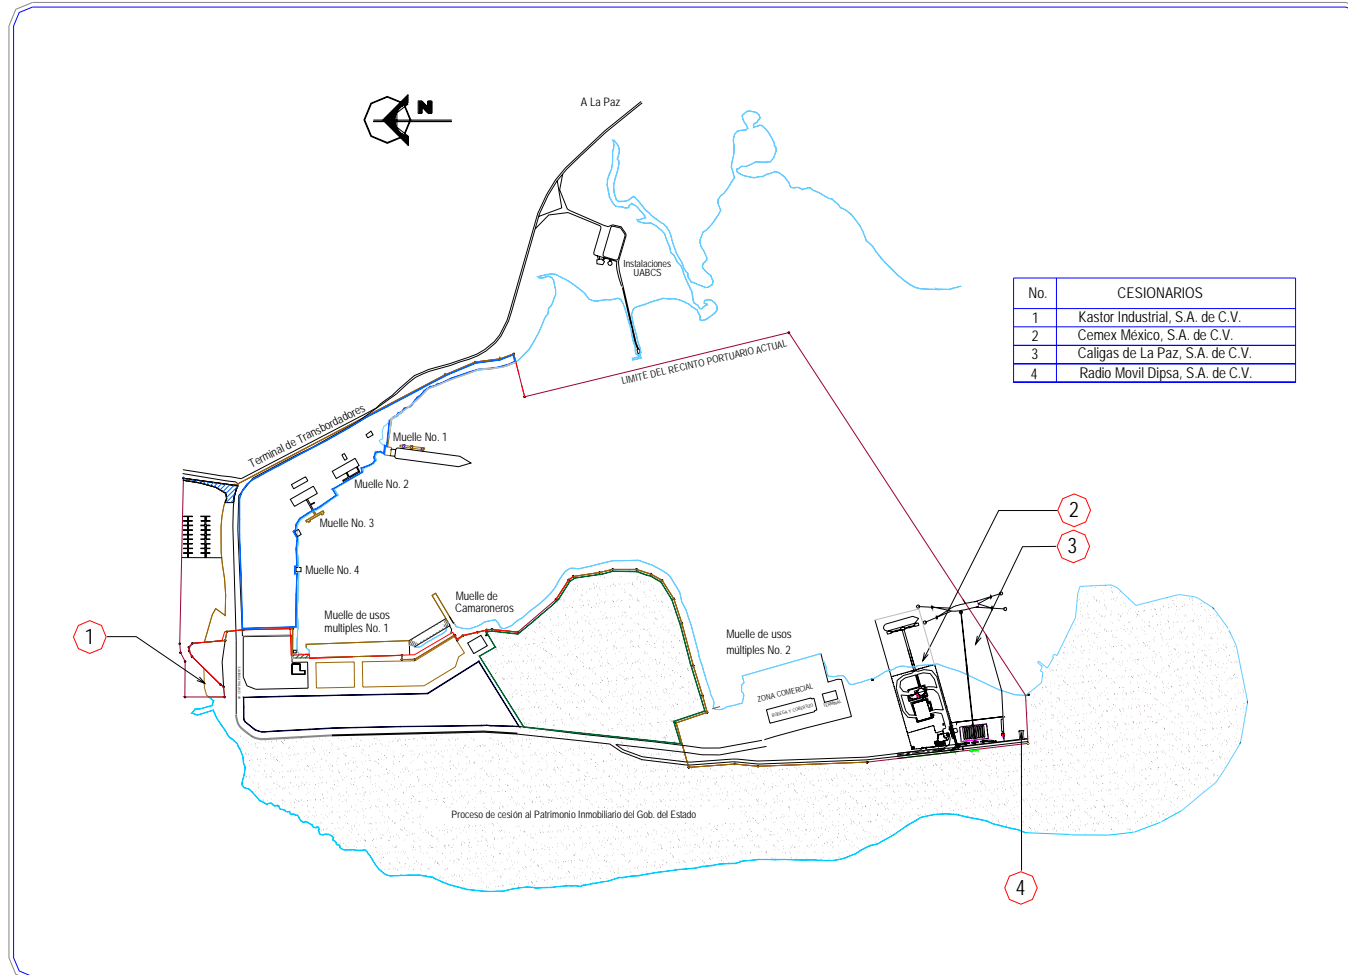 A La Paz
N
Instalaciones
UABCS
No. CESIONARIOS
1 Kastor Industrial, S.A. de C.V.
2 Cemex México, S.A. de C.V.
3 Caligas de La Paz, S.A. de C.V.
4 Radio Movil Dipsa, S.A. de C.V.
LIMITE DEL RECINTO PORTUARIO ACTUAL
Terminal de Transbordadores
Muelle No. 1
Muelle No. 2
Muelle No. 3
Muelle No. 4
2
3
Muelle de
Camaroneros
Muelle de usos
multiples No. 1
1
Muelle de usos
múltiples No. 2
ZONA COMERCIAL
TERMINAL
Proceso de cesión al Patrimonio Inmobiliario del Gob. del Estado
4